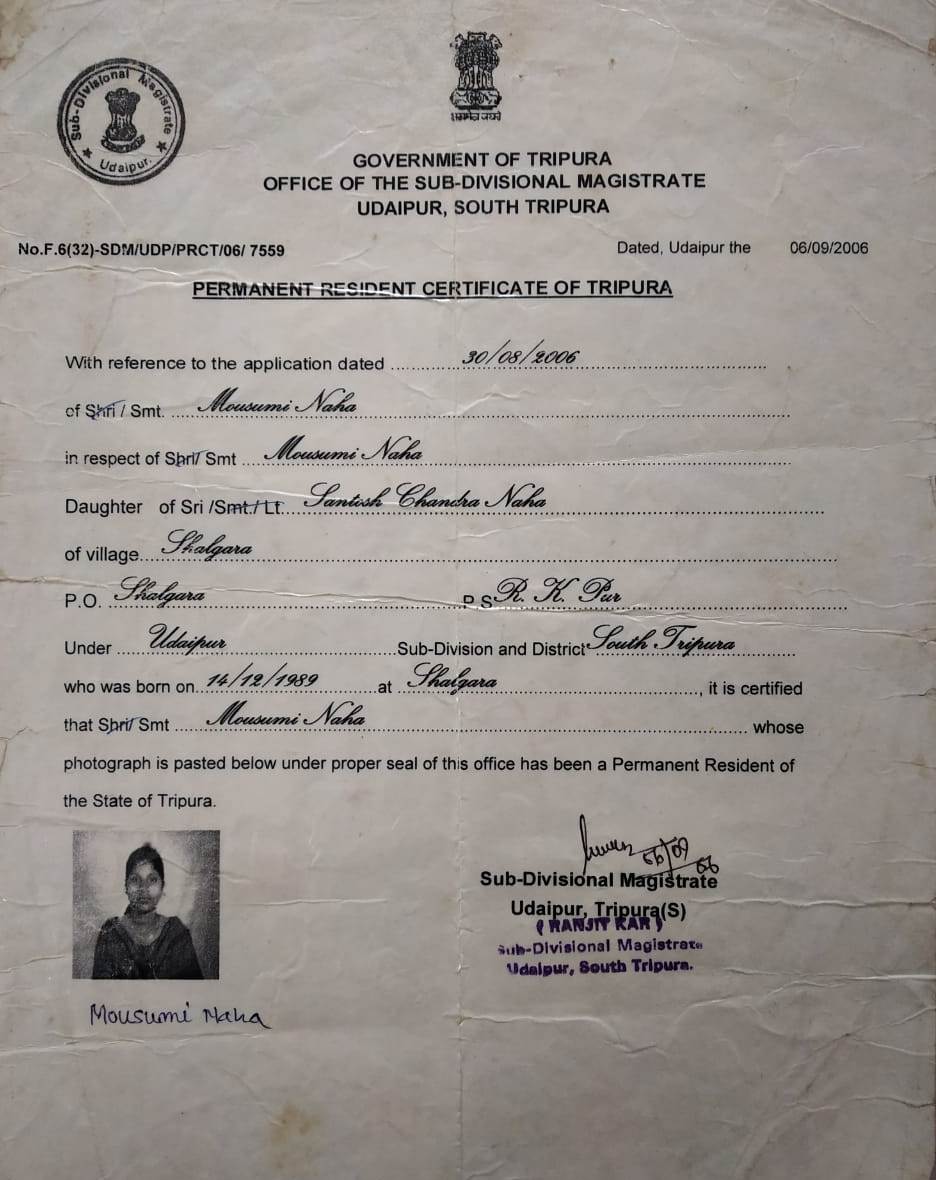 Sub-Divisional Magistrate
★ Udaipur. ★
सत्यमेव जयते
GOVERNMENT OF TRIPURA
OFFICE OF THE SUB-DIVISIONAL MAGISTRATE
UDAIPUR, SOUTH TRIPURA
No.F.6(32)-SDM/UDP/PRCT/06/ 7559 Dated, Udaipur the 06/09/2006
PERMANENT RESIDENT CERTIFICATE OF TRIPURA
With reference to the application dated 30/08/2006
of Shri / Smt. Mousumi Naha
in respect of Shri/ Smt Mousumi Naha
Daughter of Sri /Smt./ Lt. Santosh Chandra Naha
of village Shalgara
P.O. Shalgara P.S R. K. Pur
Under Udaipur Sub-Division and District South Tripura
who was born on 14/12/1989 at Shalgara, it is certified
that Shri/ Smt Mousumi Naha whose
photograph is pasted below under proper seal of this office has been a Permanent Resident of
the State of Tripura.
06/09
06
Sub-Divisional Magistrate
Udaipur, Tripura(S)
( RANJIT KAR )
Sub-Divisional Magistrate
Udaipur, South Tripura.
Mousumi Naha